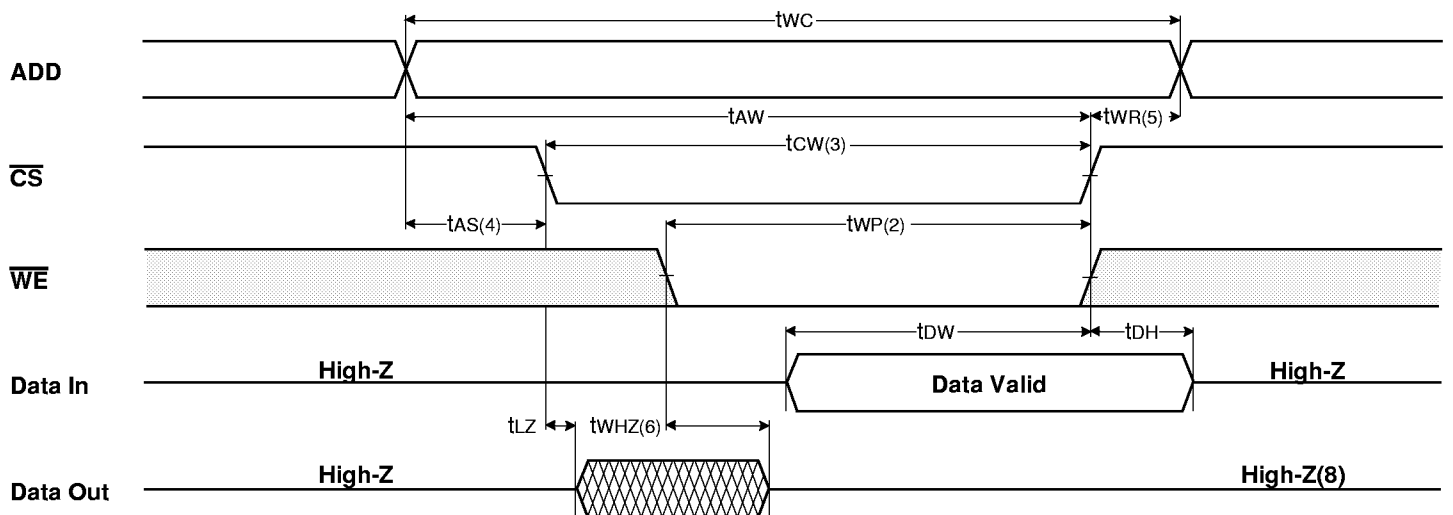 tWC
ADD
tAW
tWR(5)
tCW(3)
CS
tAS(4)
tWP(2)
WE
tDW
tDH
Data In
High-Z
Data Valid
High-Z
tLZ
tWHZ(6)
Data Out
High-Z
High-Z(8)